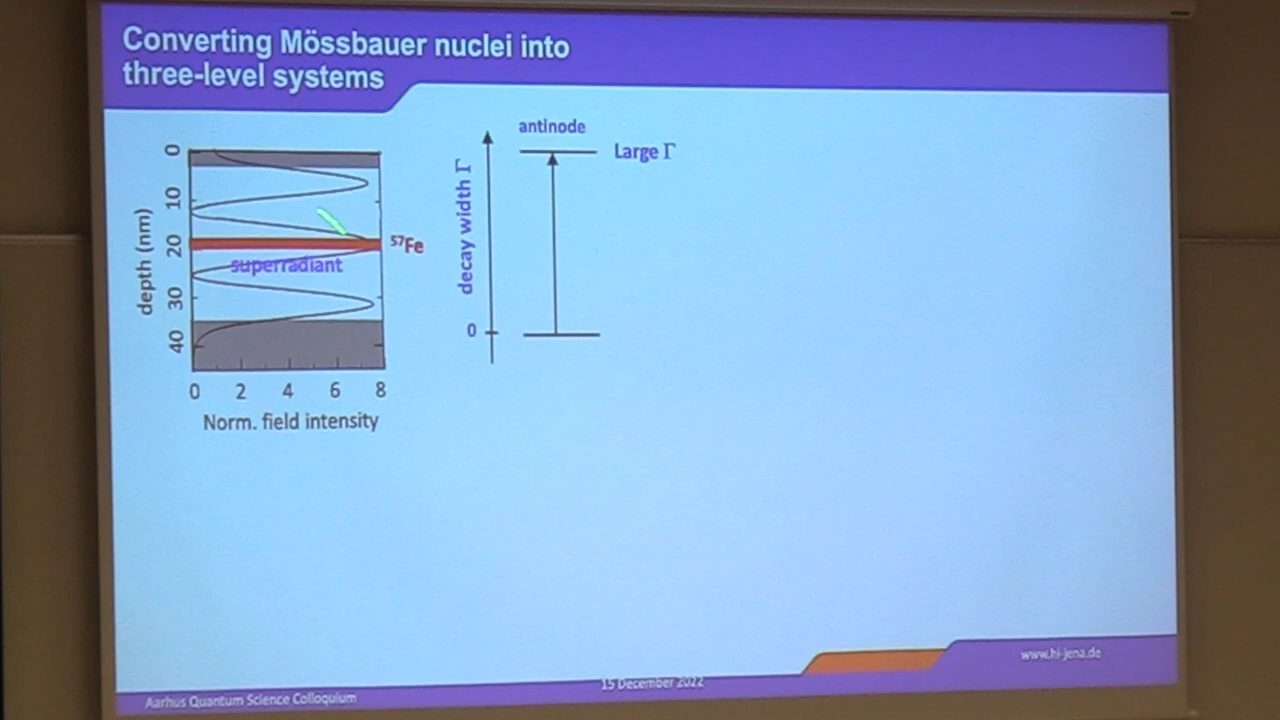 Converting Mössbauer nuclei into
three-level systems
0
10
20
30
40
depth (nm)
superradiant
⁵⁷Fe
0
2
4
6
8
Norm. field intensity
decay width Γ
0
antinode
Large Γ
www.hi-jena.de
15 December 2022
Aarhus Quantum Science Colloquium